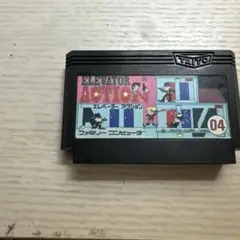 TAITO
ELEVATOR
ACTION
エレベーター アクション
ファミリー コンピュータ
04